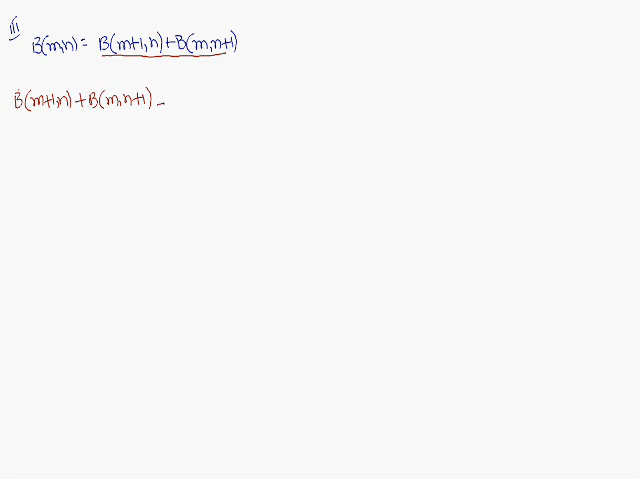 iii
B(m,n) = B(m+1,n)+B(m,n+1)
B(m+1,n)+B(m,n+1) -